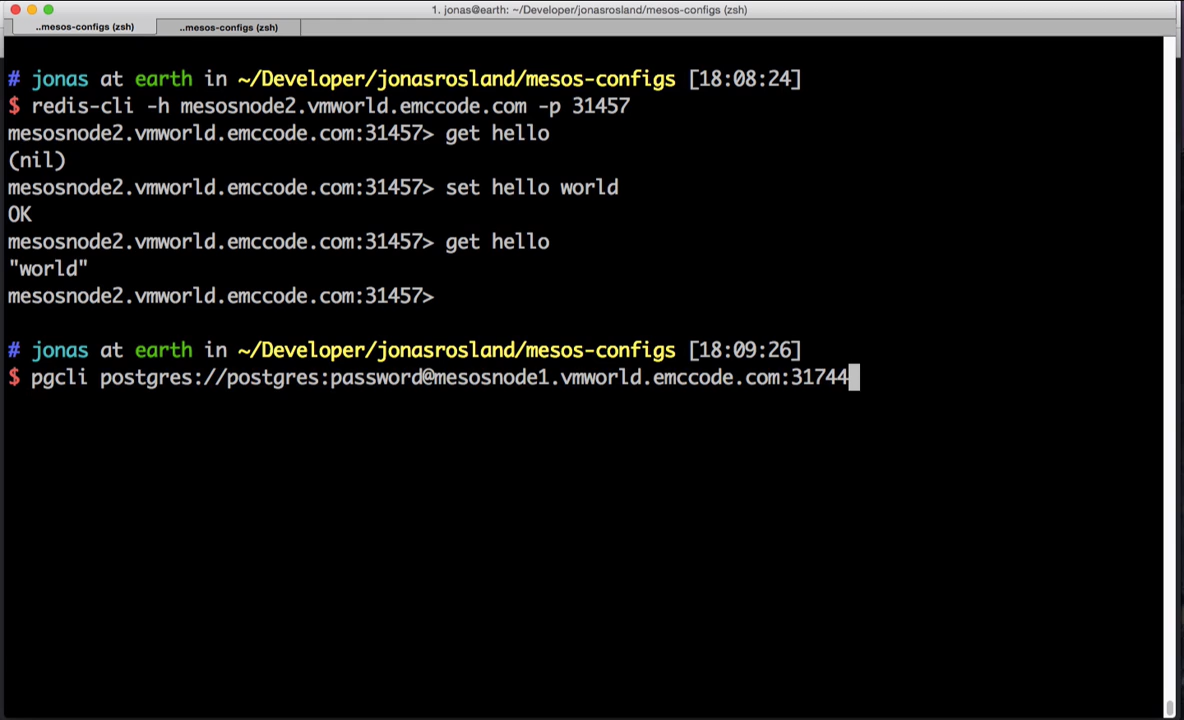 1. jonas@earth: ~/Developer/jonasrosland/mesos-configs (zsh)
..mesos-configs (zsh) ..mesos-configs (zsh)
# jonas at earth in ~/Developer/jonasrosland/mesos-configs [18:08:24]
$ redis-cli -h mesosnode2.vmworld.emccode.com -p 31457
mesosnode2.vmworld.emccode.com:31457> get hello
(nil)
mesosnode2.vmworld.emccode.com:31457> set hello world
OK
mesosnode2.vmworld.emccode.com:31457> get hello
"world"
mesosnode2.vmworld.emccode.com:31457>
# jonas at earth in ~/Developer/jonasrosland/mesos-configs [18:09:26]
$ pgcli postgres://postgres:password@mesosnode1.vmworld.emccode.com:31744